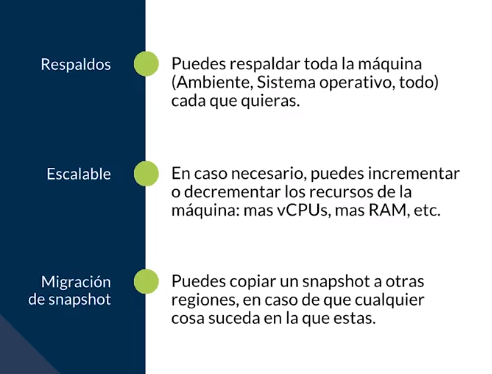 Respaldos
Puedes respaldar toda la máquina
(Ambiente, Sistema operativo, todo)
cada que quieras.
Escalable
En caso necesario, puedes incrementar
o decrementar los recursos de la
máquina: mas vCPUs, mas RAM, etc.
Migración
de snapshot
Puedes copiar un snapshot a otras
regiones, en caso de que cualquier
cosa suceda en la que estas.